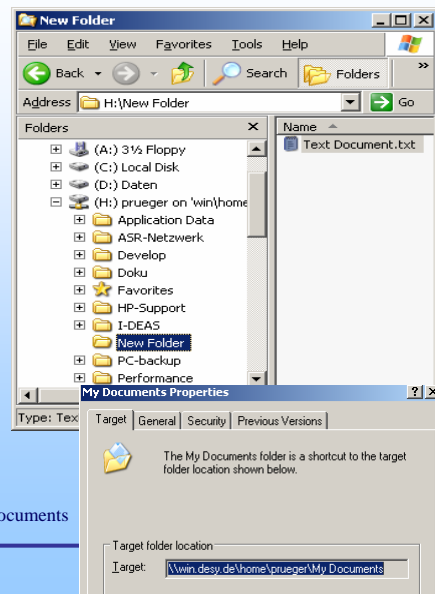 New Folder
File Edit View Favorites Tools Help
Back Search Folders »
Address H:\New Folder Go
Folders × Name
(A:) 3½ Floppy Text Document.txt
(C:) Local Disk
(D:) Daten
(H:) prueger on 'win\home
Application Data
ASR-Netzwerk
Develop
Doku
Favorites
HP-Support
I-DEAS
New Folder
PC-backup
Performance
My Documents Properties
Type: Tex
Target General Security Previous Versions
The My Documents folder is a shortcut to the target
folder location shown below.
ocuments
Target folder location
Target: \\win.desy.de\home\prueger\My Documents